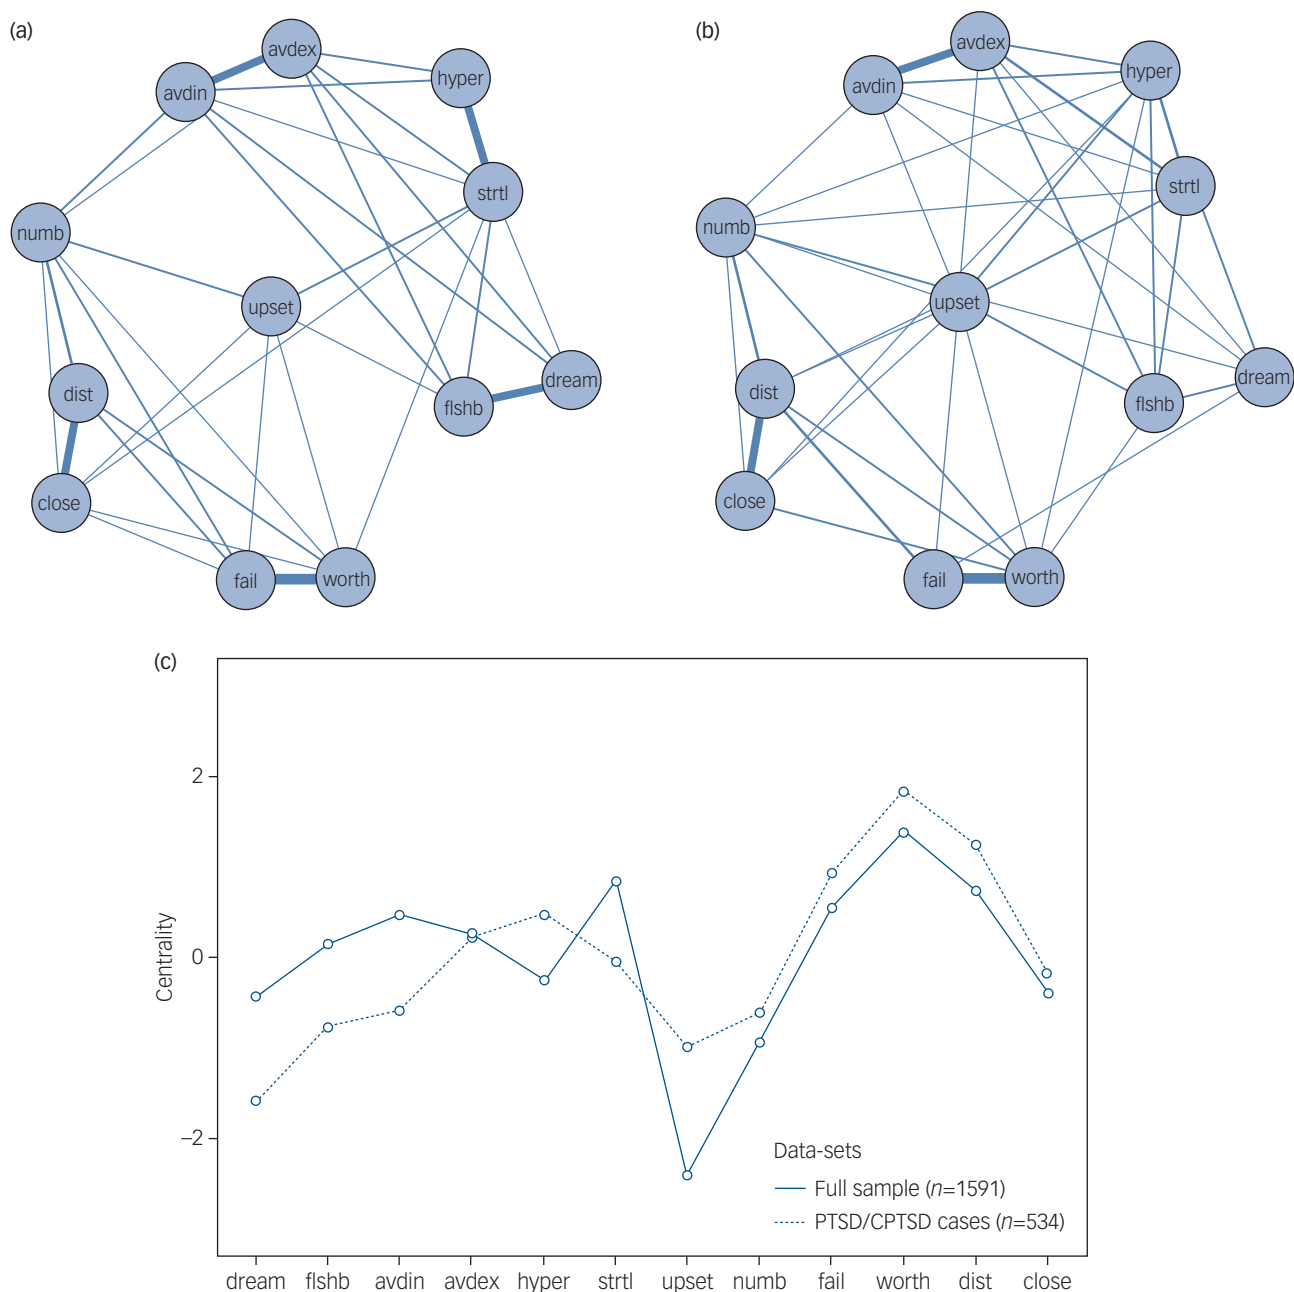 (a)
avdex
hyper
avdin
strtl
numb
upset
dream
dist
flshb
close
fail
worth
(b)
avdex
hyper
avdin
strtl
numb
upset
dream
dist
flshb
close
fail
worth
(c)
2
0
–2
Centrality
Data-sets
Full sample (n=1591)
PTSD/CPTSD cases (n=534)
dream flshb avdin avdex hyper strtl upset numb fail worth dist close